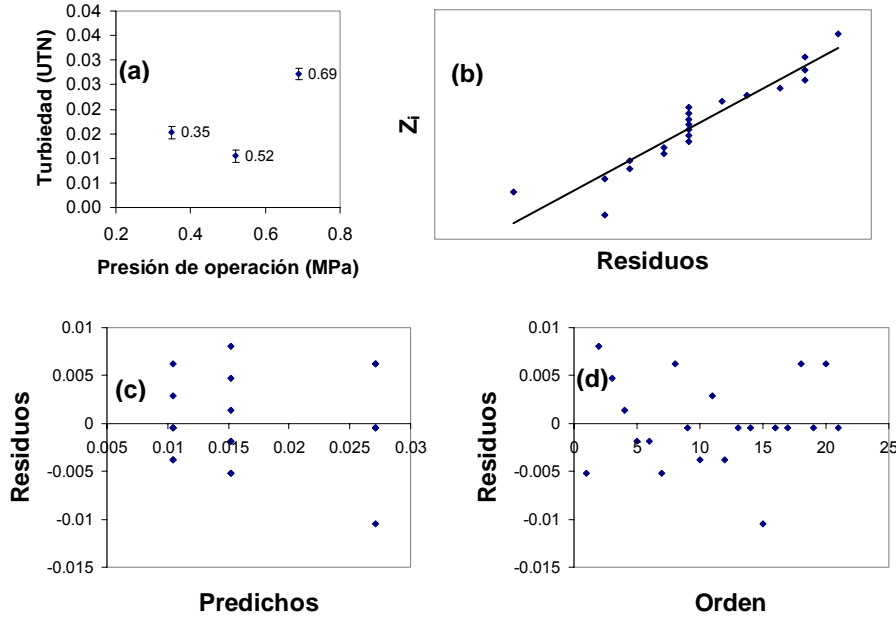 (a)
Turbiedad (UTN)
0.04
0.04
0.03
0.03
0.02
0.02
0.01
0.01
0.00
0.35
0.52
0.69
0.2 0.4 0.6 0.8
Presión de operación (MPa)
(b)
Zi
Residuos
(c)
Residuos
0.01
0.005
0
-0.005
-0.01
-0.015
0.005 0.01 0.015 0.02 0.025 0.03
Predichos
(d)
Residuos
0.01
0.005
0
-0.005
-0.01
-0.015
0 5 10 15 20 25
Orden